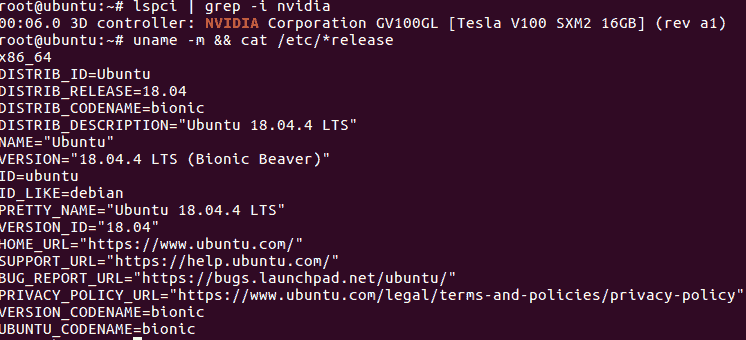 root@ubuntu:~# lspci | grep -i nvidia
00:06.0 3D controller: NVIDIA Corporation GV100GL [Tesla V100 SXM2 16GB] (rev a1)
root@ubuntu:~# uname -m && cat /etc/*release
x86_64
DISTRIB_ID=Ubuntu
DISTRIB_RELEASE=18.04
DISTRIB_CODENAME=bionic
DISTRIB_DESCRIPTION="Ubuntu 18.04.4 LTS"
NAME="Ubuntu"
VERSION="18.04.4 LTS (Bionic Beaver)"
ID=ubuntu
ID_LIKE=debian
PRETTY_NAME="Ubuntu 18.04.4 LTS"
VERSION_ID="18.04"
HOME_URL="https://www.ubuntu.com/"
SUPPORT_URL="https://help.ubuntu.com/"
BUG_REPORT_URL="https://bugs.launchpad.net/ubuntu/"
PRIVACY_POLICY_URL="https://www.ubuntu.com/legal/terms-and-policies/privacy-policy"
VERSION_CODENAME=bionic
UBUNTU_CODENAME=bionic